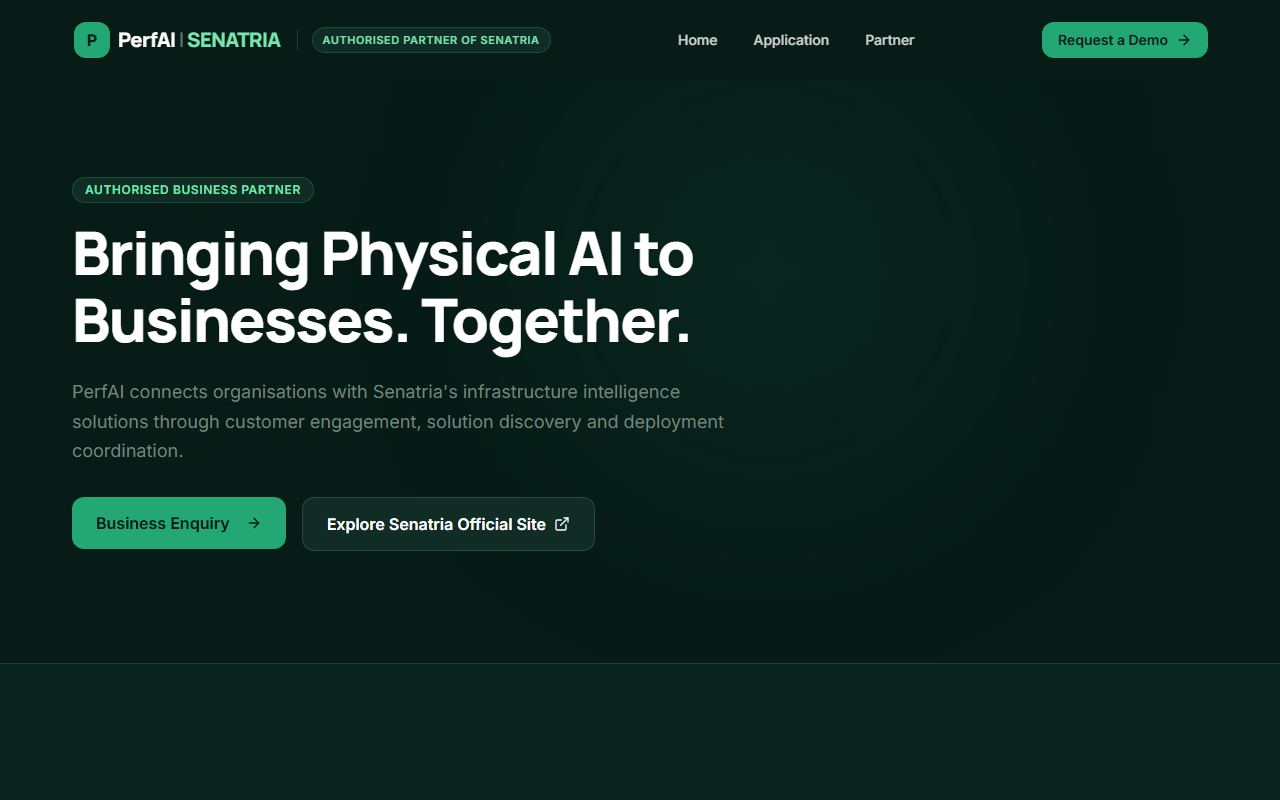 P PerfAI | SENATRIA
AUTHORISED PARTNER OF SENATRIA
Home
Application
Partner
Request a Demo
AUTHORISED BUSINESS PARTNER
Bringing Physical AI to
Businesses. Together.
PerfAI connects organisations with Senatria's infrastructure intelligence
solutions through customer engagement, solution discovery and deployment
coordination.
Business Enquiry
Explore Senatria Official Site